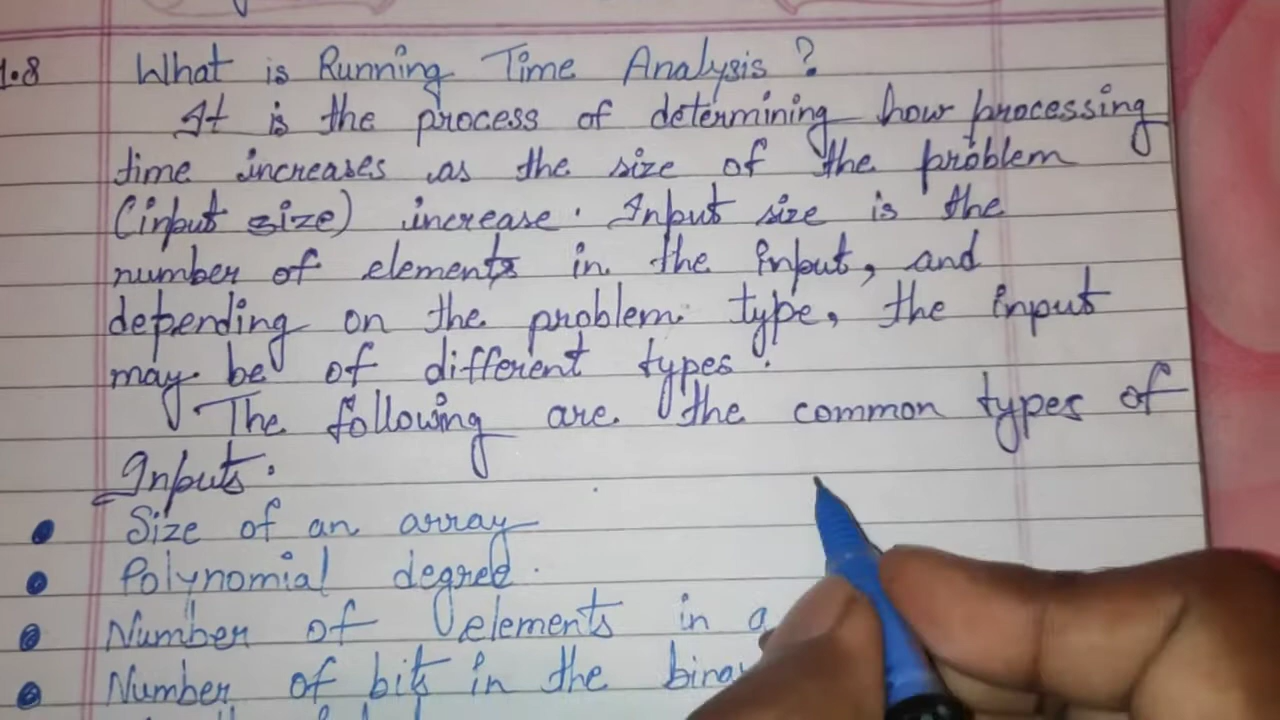 1.8 What is Running Time Analysis ?
It is the process of determining how processing
time increases as the size of the problem
(input size) increase. Input size is the
number of elements in the input, and
depending on the problem type, the input
may be of different types.
The following are the common types of
Inputs.
• Size of an array
• Polynomial degree.
• Number of elements in a
• Number of bits in the